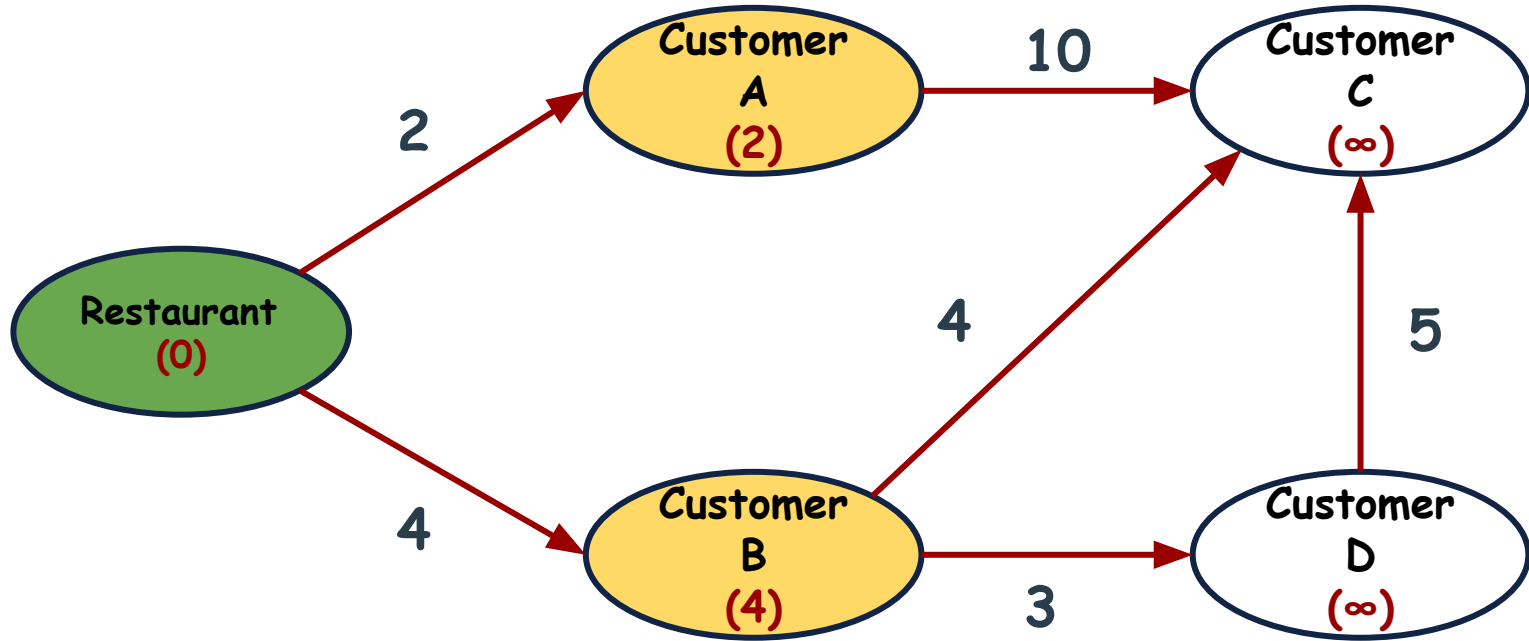 Customer
A
(2)
10
Customer
C
(∞)
2
Restaurant
(0)
4
5
4
Customer
B
(4)
3
Customer
D
(∞)